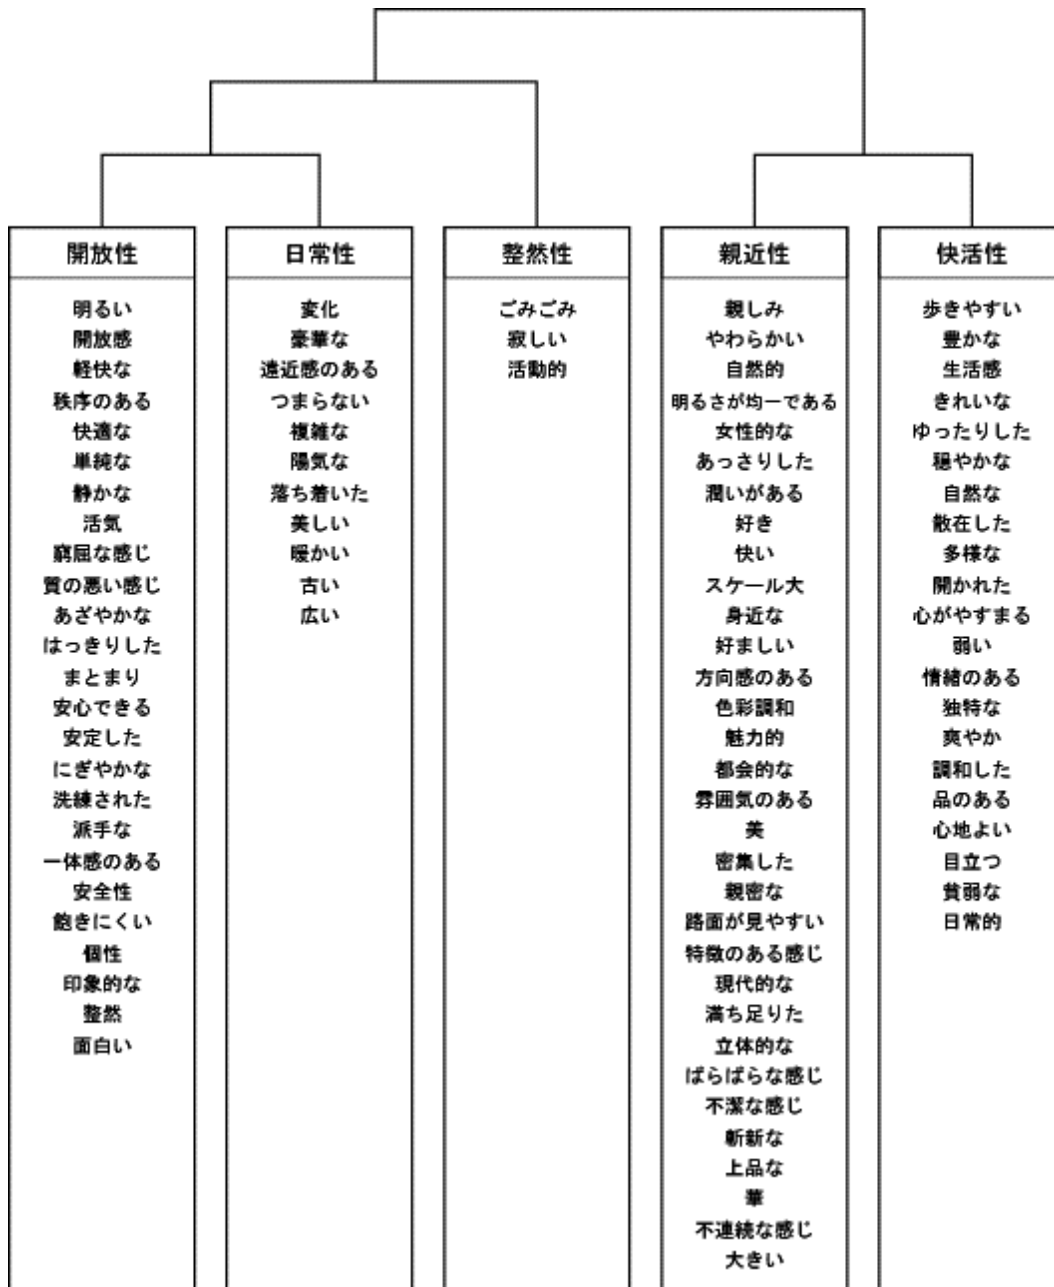 開放性
明るい
開放感
軽快な
秩序のある
快適な
単純な
静かな
活気
窮屈な感じ
質の悪い感じ
あざやかな
はっきりした
まとまり
安心できる
安定した
にぎやかな
洗練された
派手な
一体感のある
安全性
飽きにくい
個性
印象的な
整然
面白い
日常性
変化
豪華な
遠近感のある
つまらない
複雑な
陽気な
落ち着いた
美しい
暖かい
古い
広い
整然性
ごみごみ
寂しい
活動的
親近性
親しみ
やわらかい
自然的
明るさが均一である
女性的な
あっさりした
潤いがある
好き
快い
スケール大
身近な
好ましい
方向感のある
色彩調和
魅力的
都会的な
雰囲気のある
美
密集した
親密な
路面が見やすい
特徴のある感じ
現代的な
満ち足りた
立体的な
ばらばらな感じ
不潔な感じ
斬新な
上品な
華
不連続な感じ
大きい
快活性
歩きやすい
豊かな
生活感
きれいな
ゆったりした
穏やかな
自然な
散在した
多様な
開かれた
心がやすまる
弱い
情緒のある
独特な
爽やか
調和した
品のある
心地よい
目立つ
貧弱な
日常的